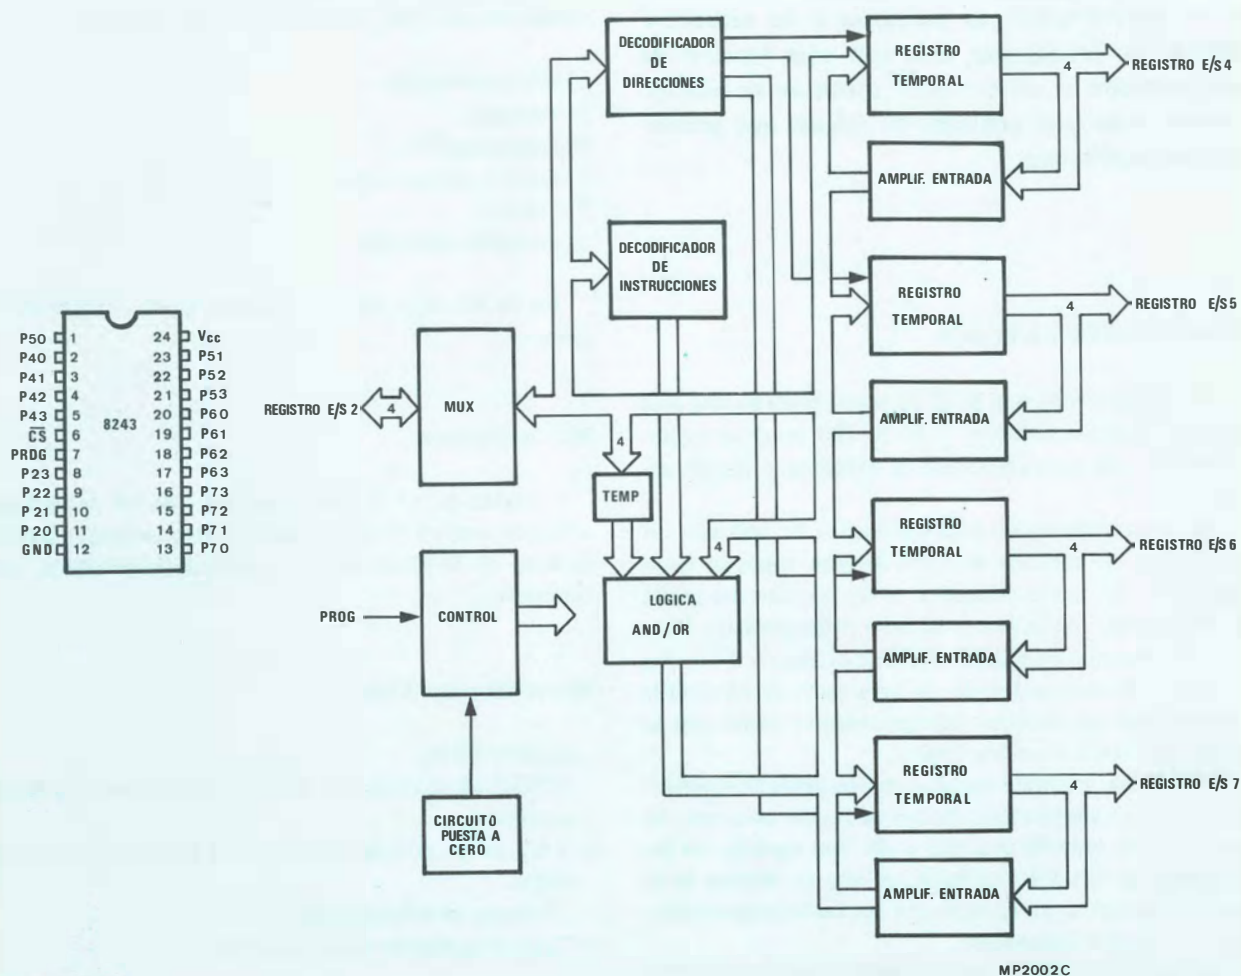 P50 1
P40 2
P41 3
P42 4
P43 5
CS 6
PROG 7
P23 8
P22 9
P21 10
P20 11
GND 12
8243
24 Vcc
23 P51
22 P52
21 P53
20 P60
19 P61
18 P62
17 P63
16 P73
15 P72
14 P71
13 P70
REGISTRO E/S 2
4
MUX
PROG
CONTROL
CIRCUITO
PUESTA A
CERO
DECODIFICADOR
DE
DIRECCIONES
DECODIFICADOR
DE
INSTRUCCIONES
4
TEMP
4
LOGICA
AND/OR
REGISTRO
TEMPORAL
4
REGISTRO E/S 4
AMPLIF. ENTRADA
REGISTRO
TEMPORAL
4
REGISTRO E/S 5
AMPLIF. ENTRADA
REGISTRO
TEMPORAL
4
REGISTRO E/S 6
AMPLIF. ENTRADA
REGISTRO
TEMPORAL
4
REGISTRO E/S 7
AMPLIF. ENTRADA
MP2002C